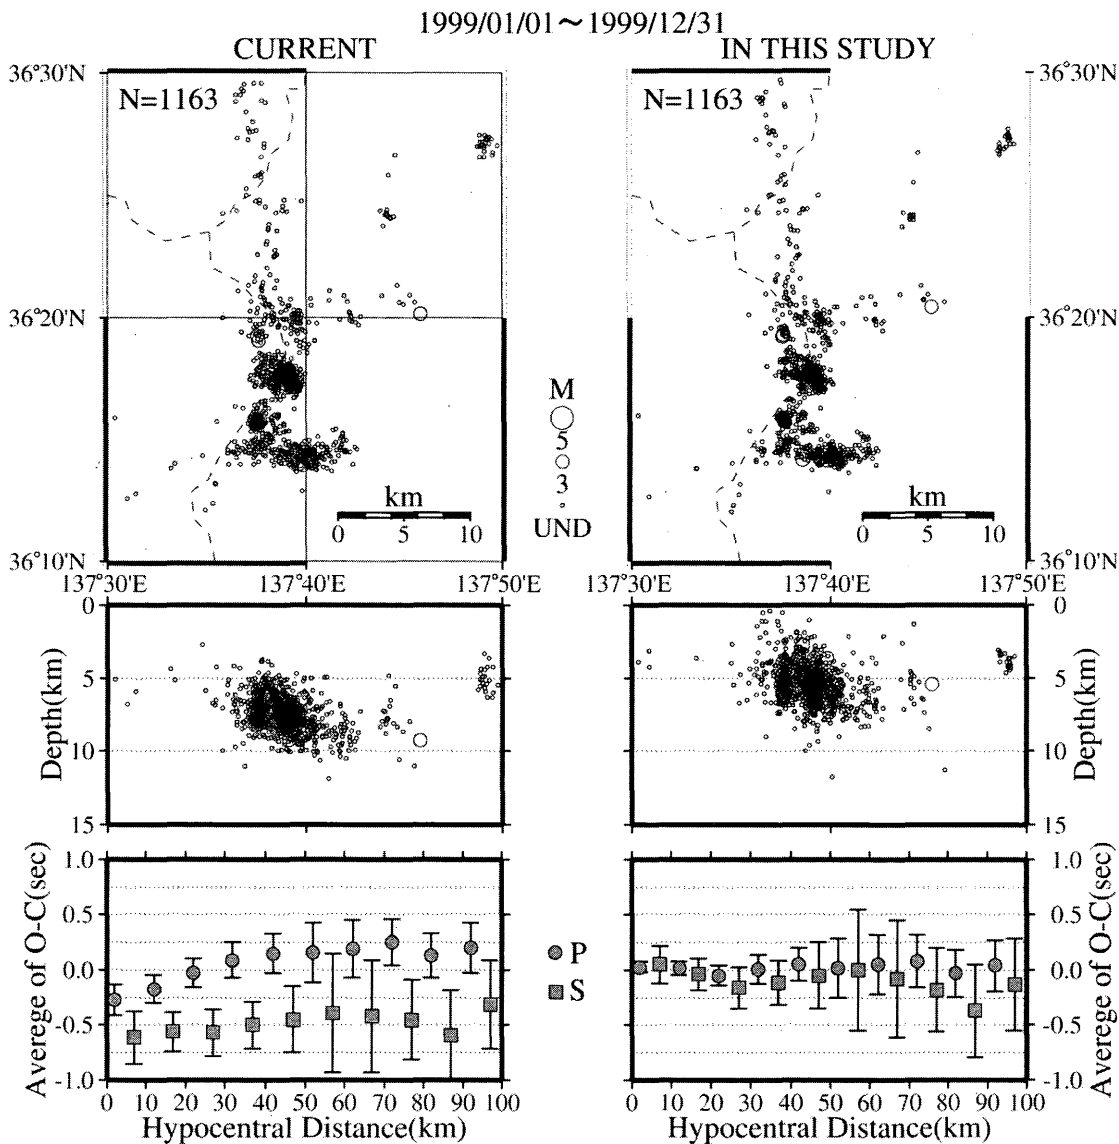 1999/01/01～1999/12/31
CURRENT
IN THIS STUDY
36°30'N
N=1163
N=1163
36°30'N
36°20'N
36°20'N
M
5
3
UND
km
0 5 10
km
0 5 10
36°10'N
36°10'N
137°30'E 137°40'E 137°50'E
137°30'E 137°40'E 137°50'E
0
5
10
15
Depth(km)
0
5
10
15
Depth(km)
1.0
0.5
0.0
-0.5
-1.0
Averege of O-C(sec)
P
S
1.0
0.5
0.0
-0.5
-1.0
Averege of O-C(sec)
0 10 20 30 40 50 60 70 80 90 100
Hypocentral Distance(km)
0 10 20 30 40 50 60 70 80 90 100
Hypocentral Distance(km)